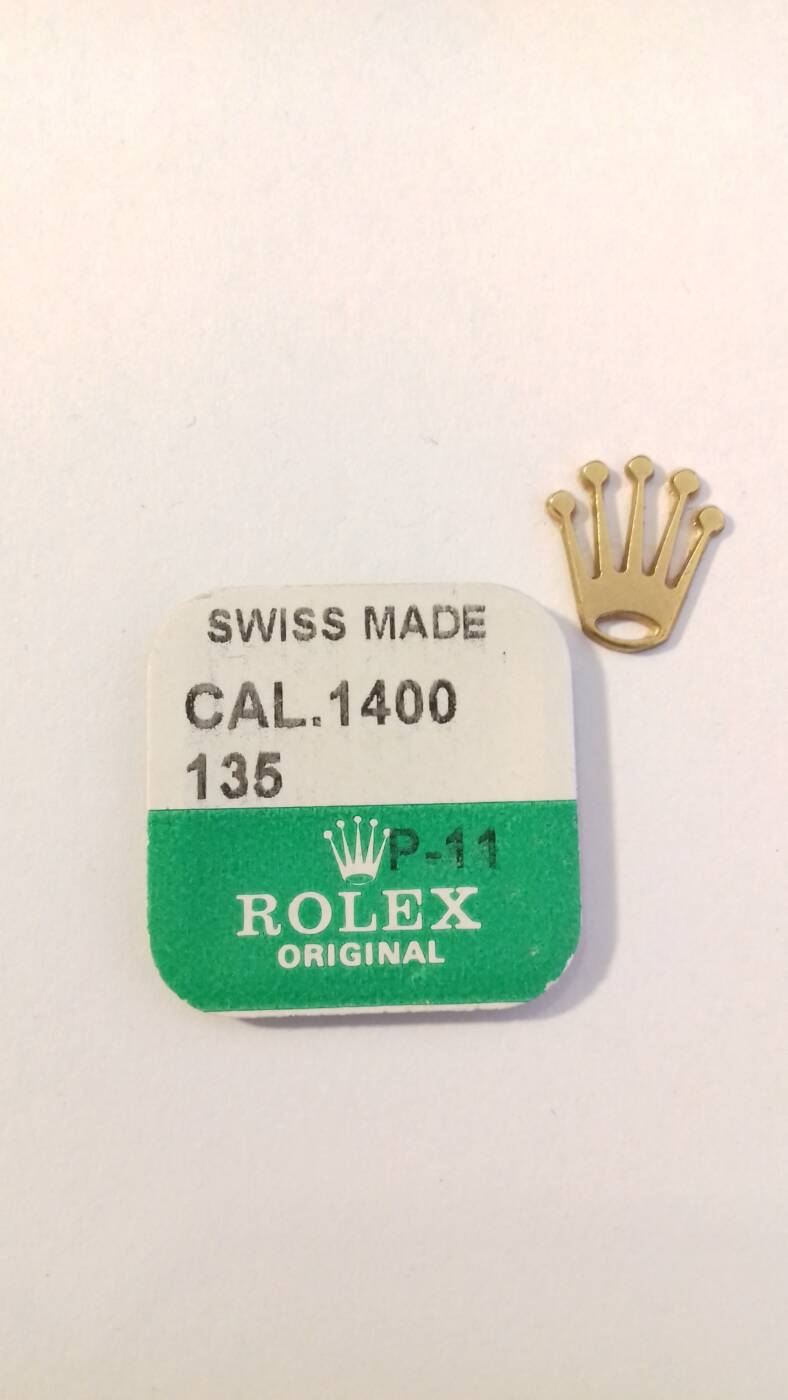 SWISS MADE
CAL.1400
135
P-11
ROLEX
ORIGINAL